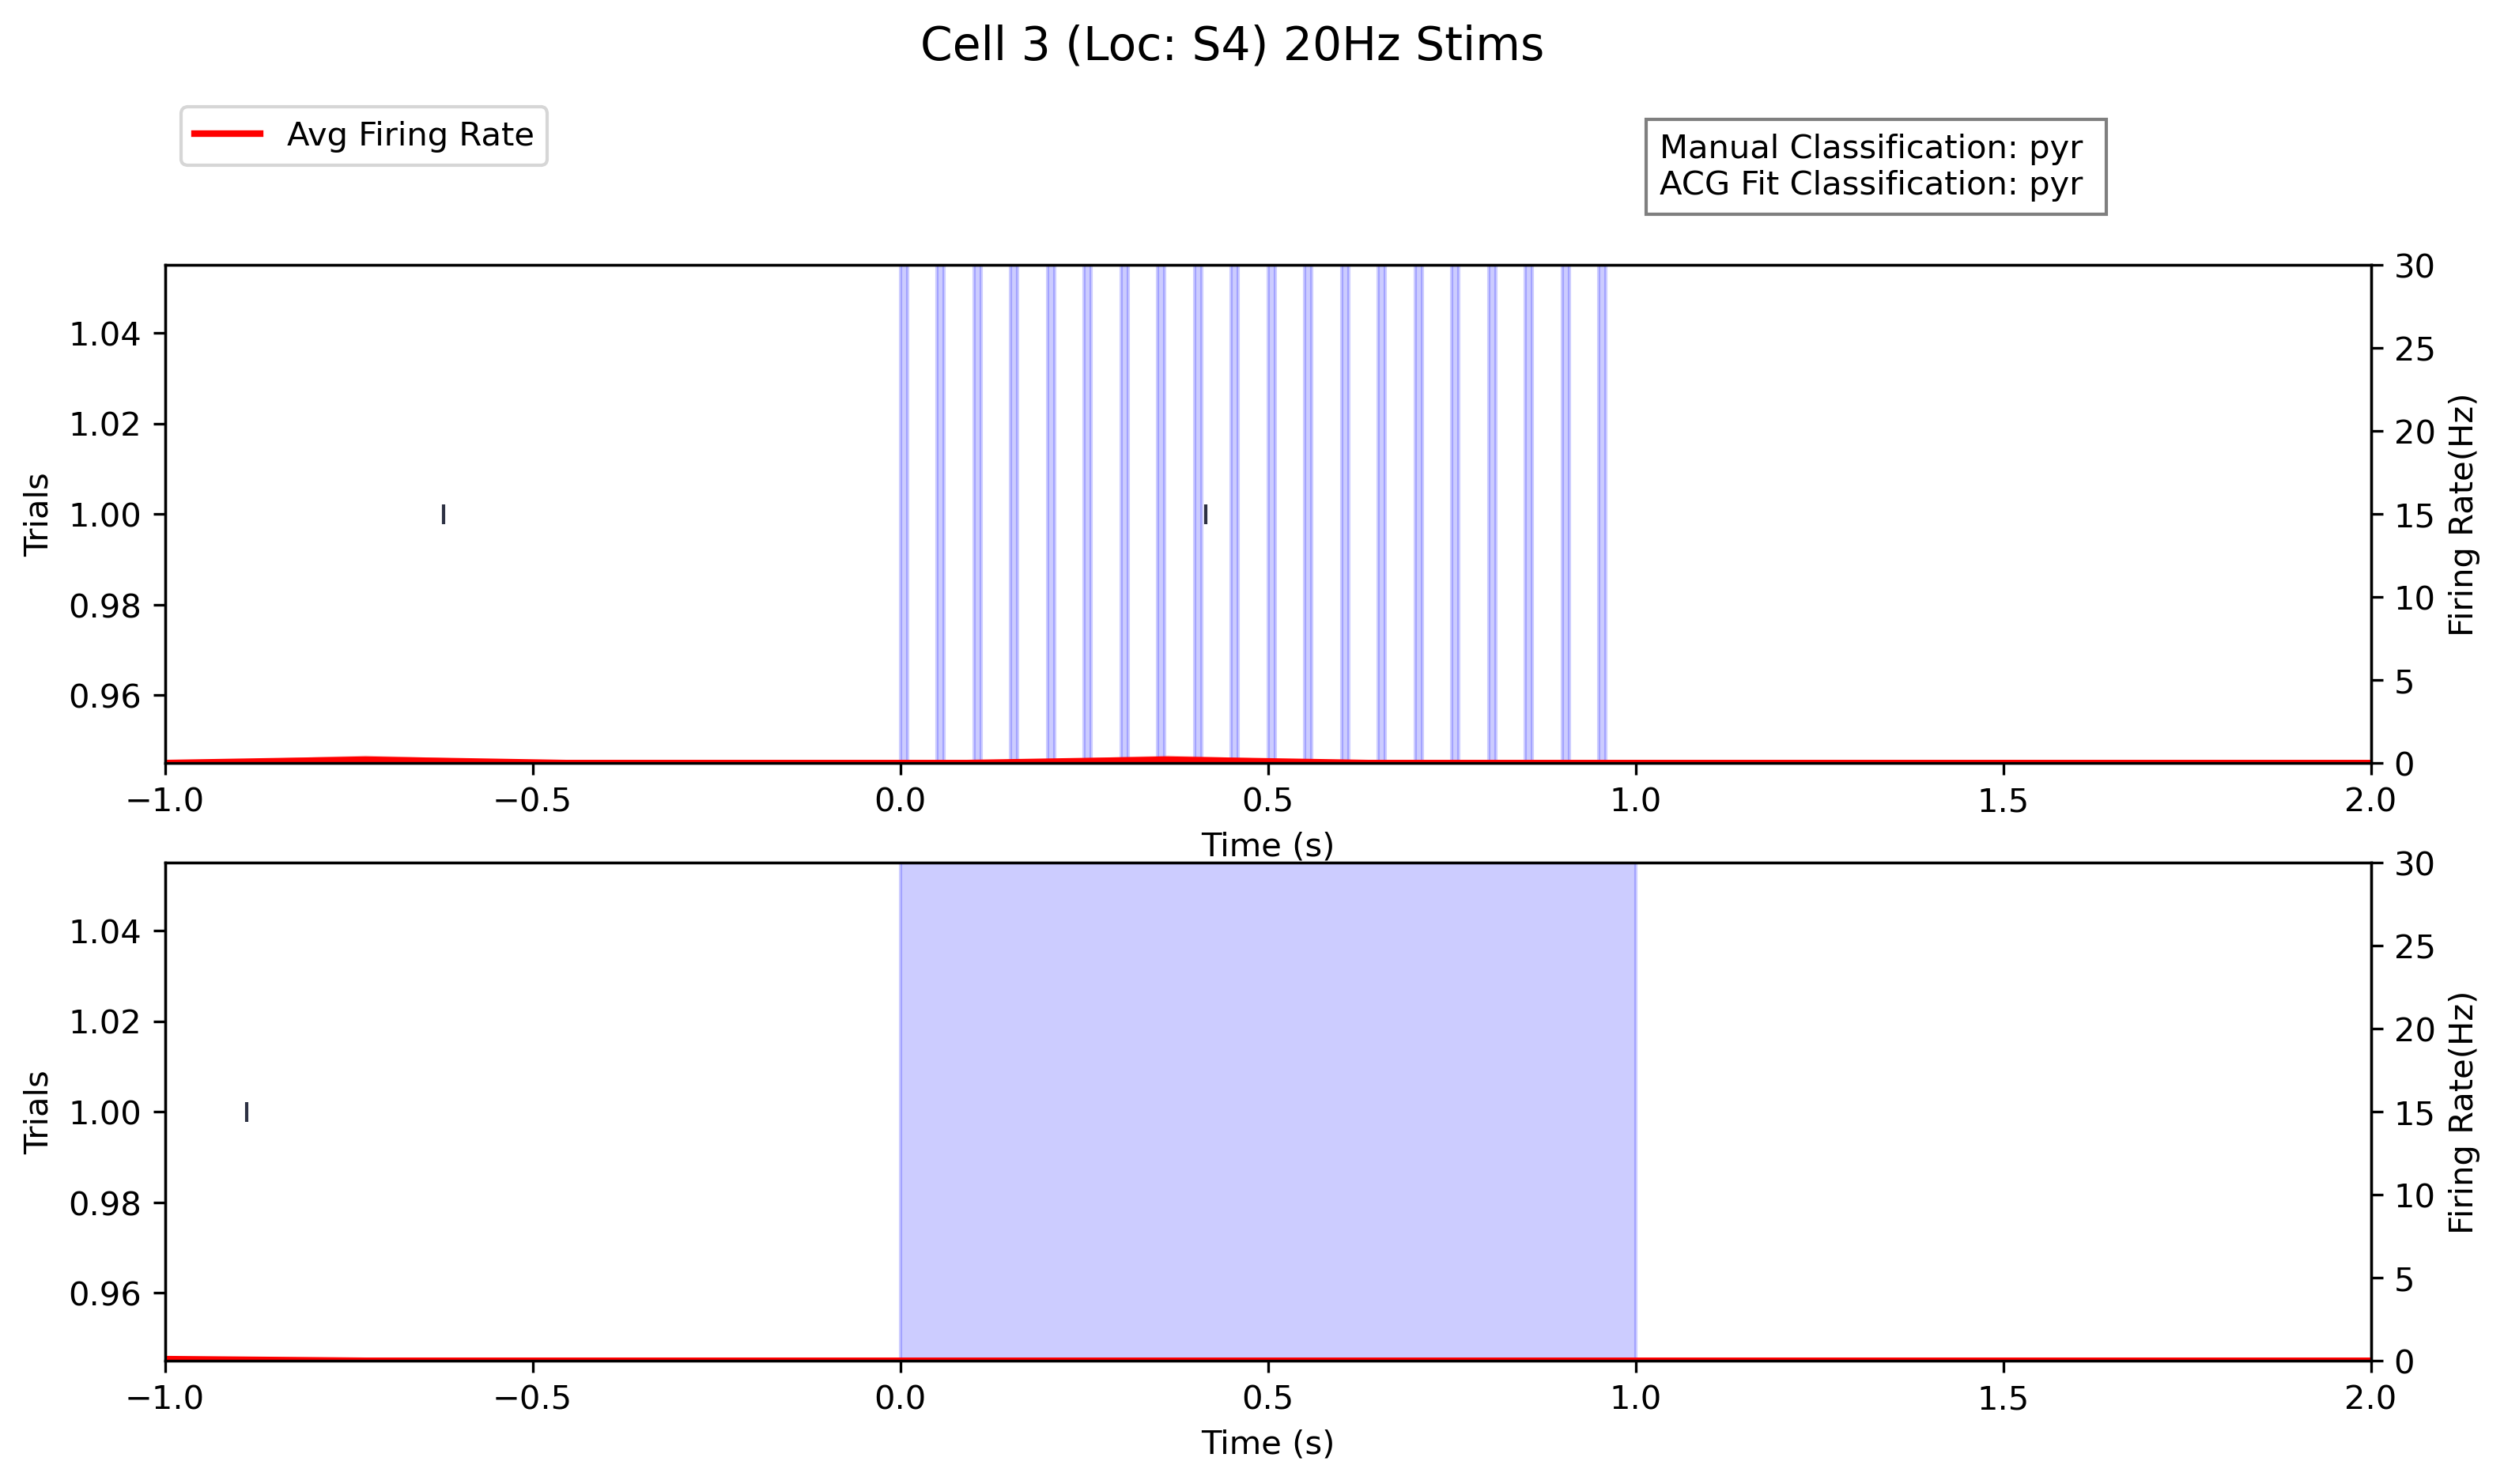 Cell 3 (Loc: S4) 20Hz Stims
Avg Firing Rate
Manual Classification: pyr
ACG Fit Classification: pyr
Trials
1.04
1.02
1.00
0.98
0.96
30
25
20
15
10
5
0
Firing Rate(Hz)
−1.0 −0.5 0.0 0.5 1.0 1.5 2.0
Time (s)
Trials
1.04
1.02
1.00
0.98
0.96
30
25
20
15
10
5
0
Firing Rate(Hz)
−1.0 −0.5 0.0 0.5 1.0 1.5 2.0
Time (s)